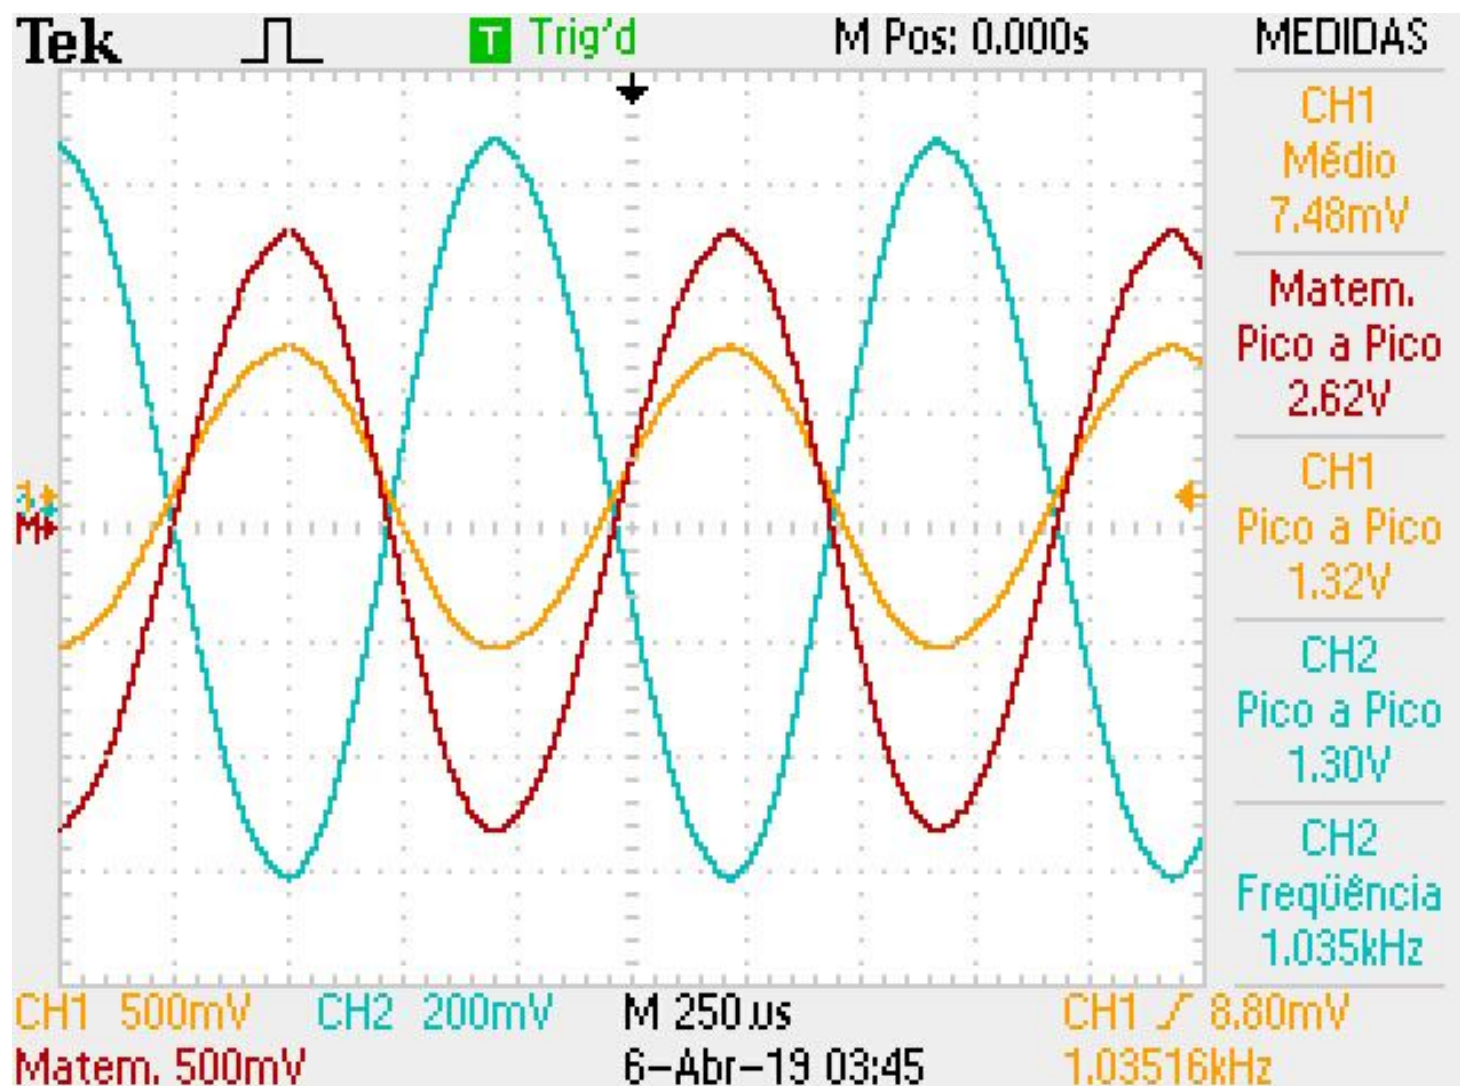 Tek T Trig'd M Pos: 0.000s MEDIDAS
CH1
Médio
7.48mV
Matem.
Pico a Pico
2.62V
CH1
Pico a Pico
1.32V
CH2
Pico a Pico
1.30V
CH2
Freqüência
1.035kHz
1
M
CH1 500mV CH2 200mV M 250µs CH1 8.80mV
Matem. 500mV 6-Abr-19 03:45 1.03516kHz